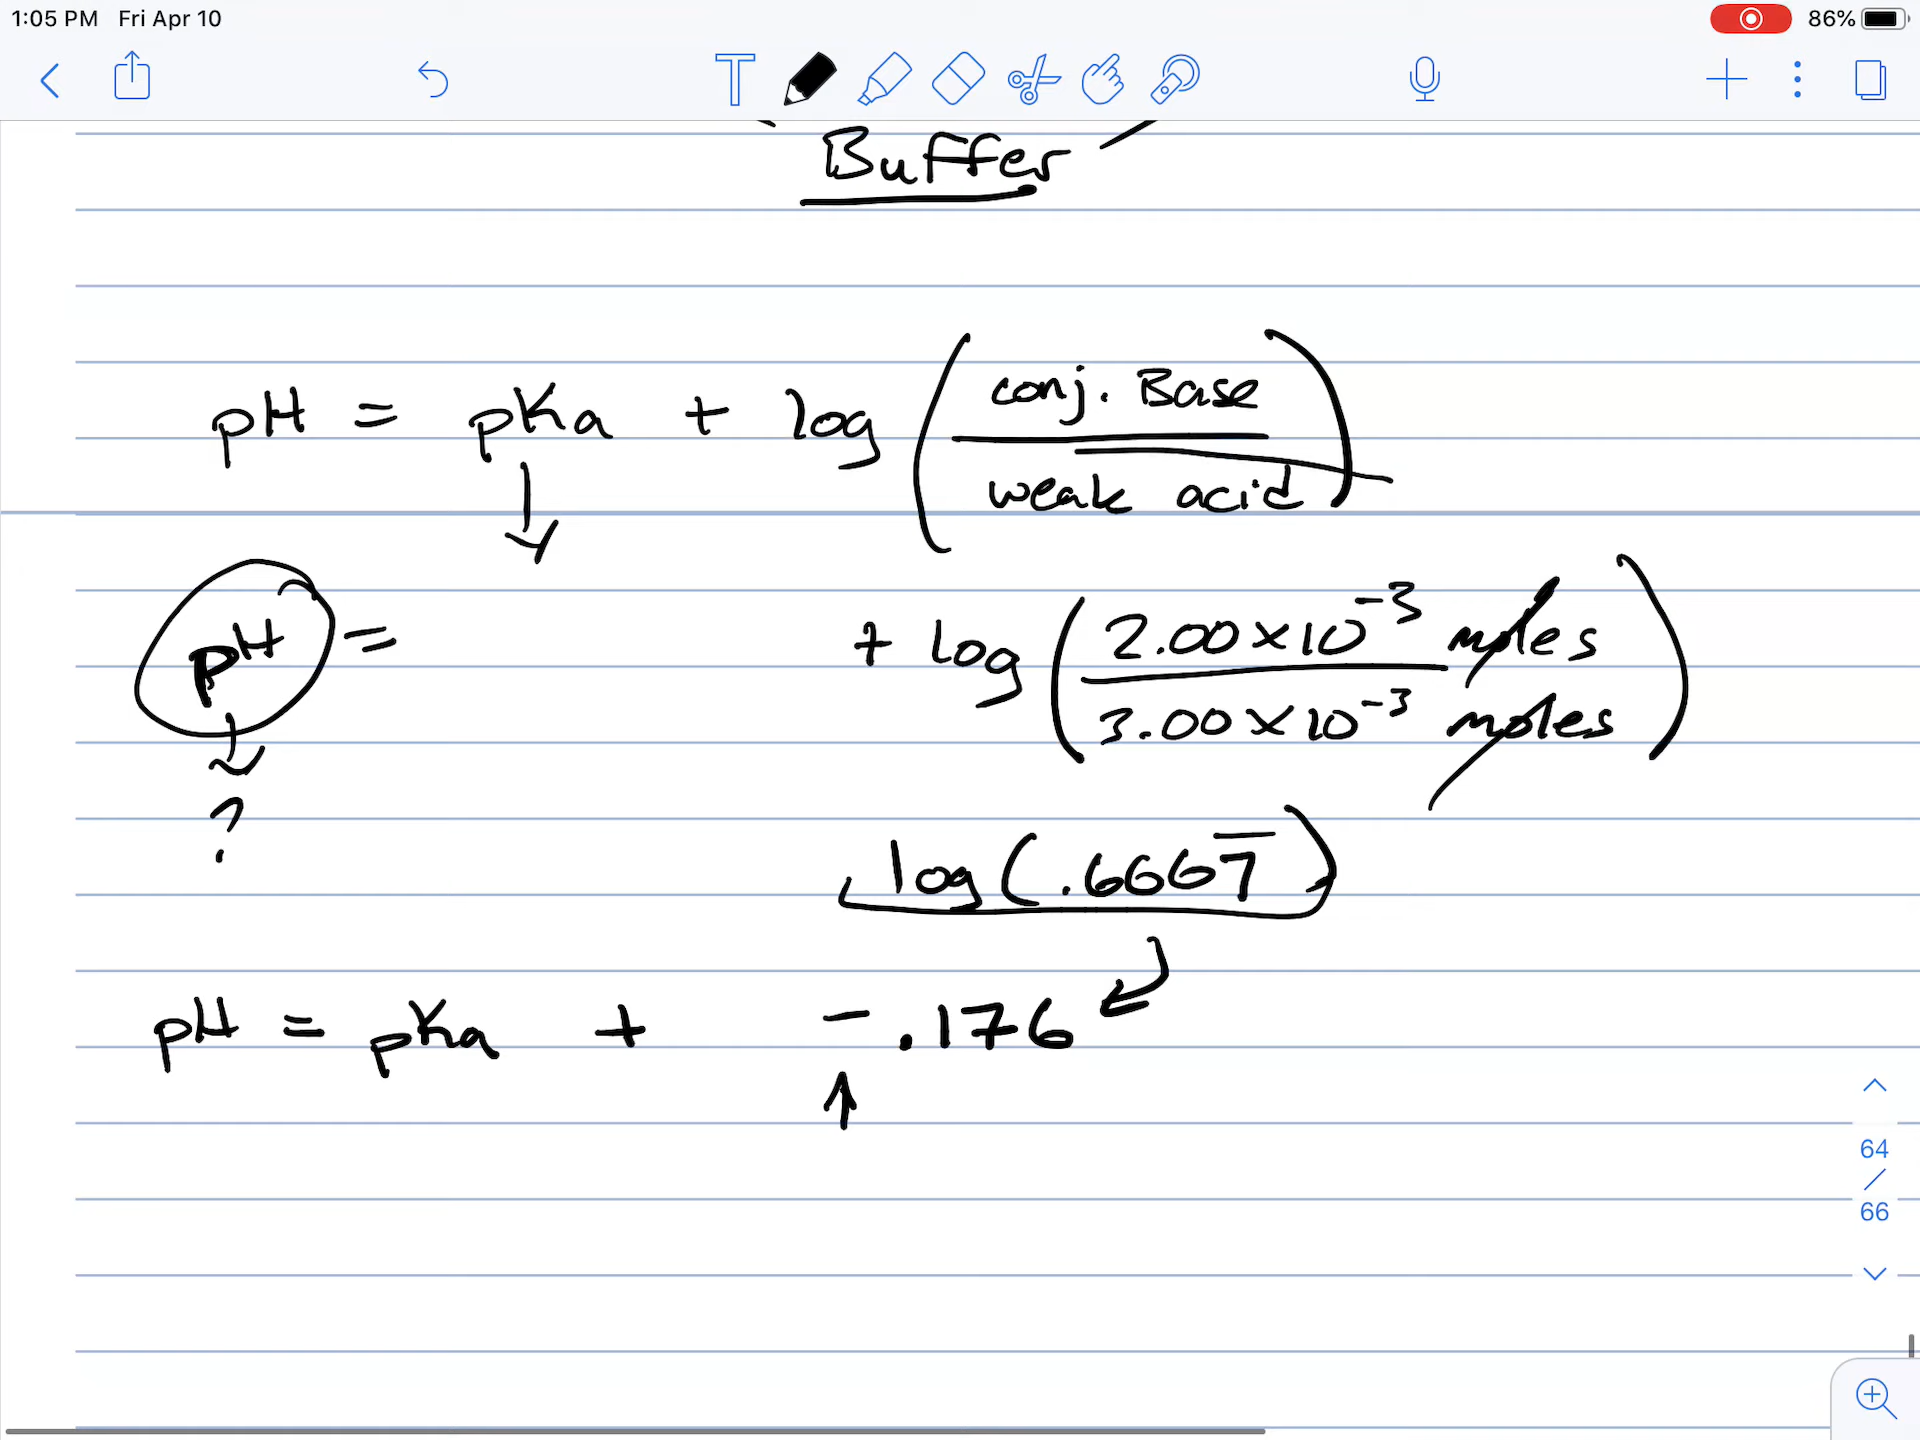 1:05 PM Fri Apr 10 86%
T
Buffer
pH = pKa + log (conj. Base / weak acid)
pH = + log (2.00 x 10⁻³ moles / 3.00 x 10⁻³ moles)
?
log (.6667̅)
pH = pKa + - .176
64
/
66